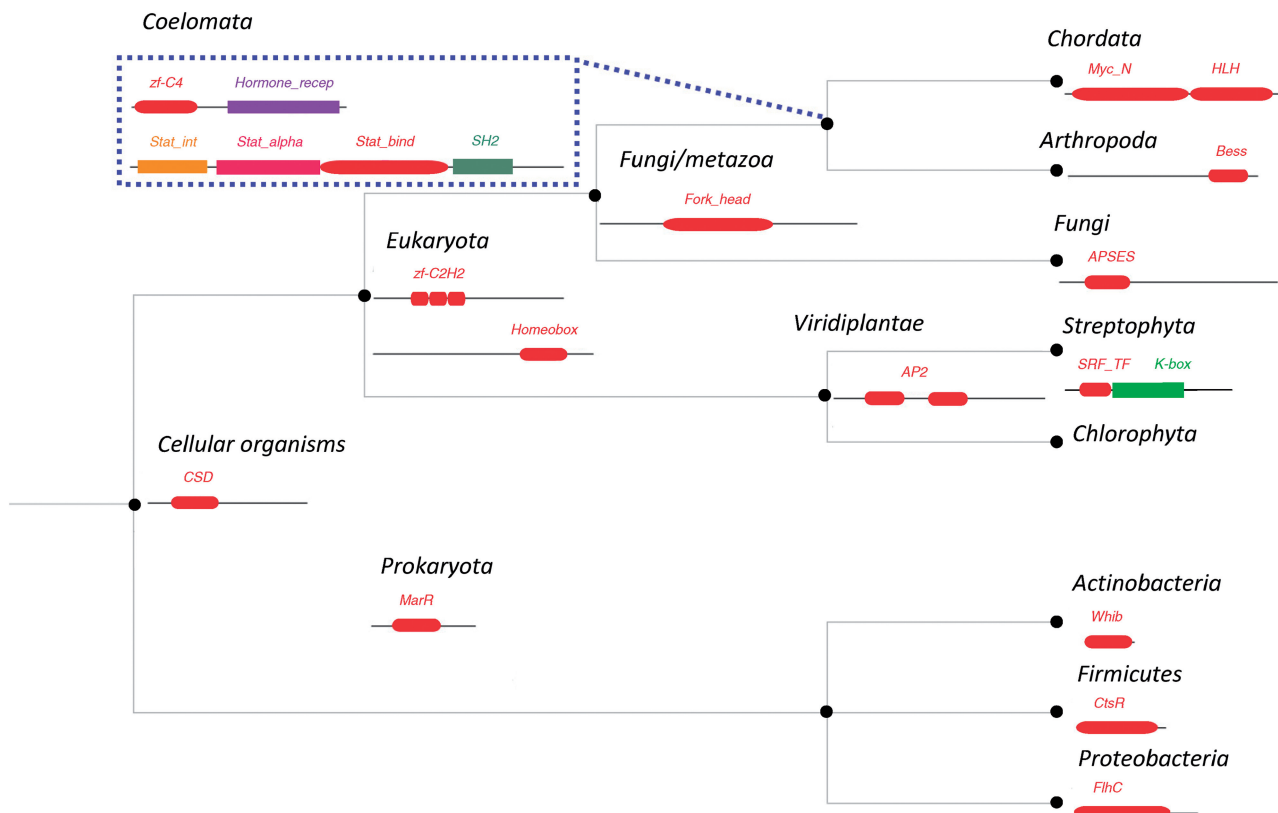 Coelomata
zf-C4 Hormone_recep
Stat_int Stat_alpha Stat_bind SH2
Chordata
Myc_N HLH
Arthropoda
Bess
Fungi/metazoa
Fork_head
Fungi
APSES
Eukaryota
zf-C2H2
Homeobox
Viridiplantae
AP2
Streptophyta
SRF_TF K-box
Chlorophyta
Cellular organisms
CSD
Prokaryota
MarR
Actinobacteria
Whib
Firmicutes
CtsR
Proteobacteria
FlhC